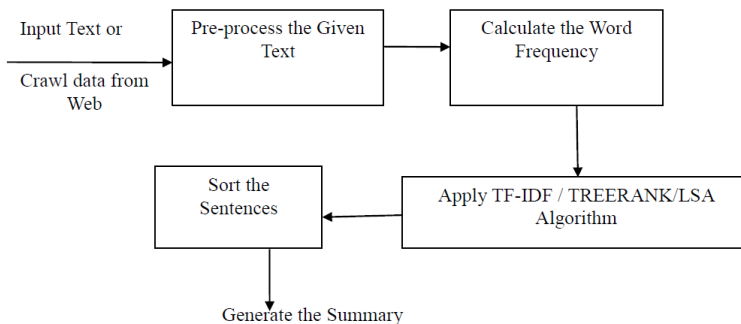 Input Text or
Crawl data from
Web
Pre-process the Given
Text
Calculate the Word
Frequency
Apply TF-IDF / TREERANK/LSA
Algorithm
Sort the
Sentences
Generate the Summary